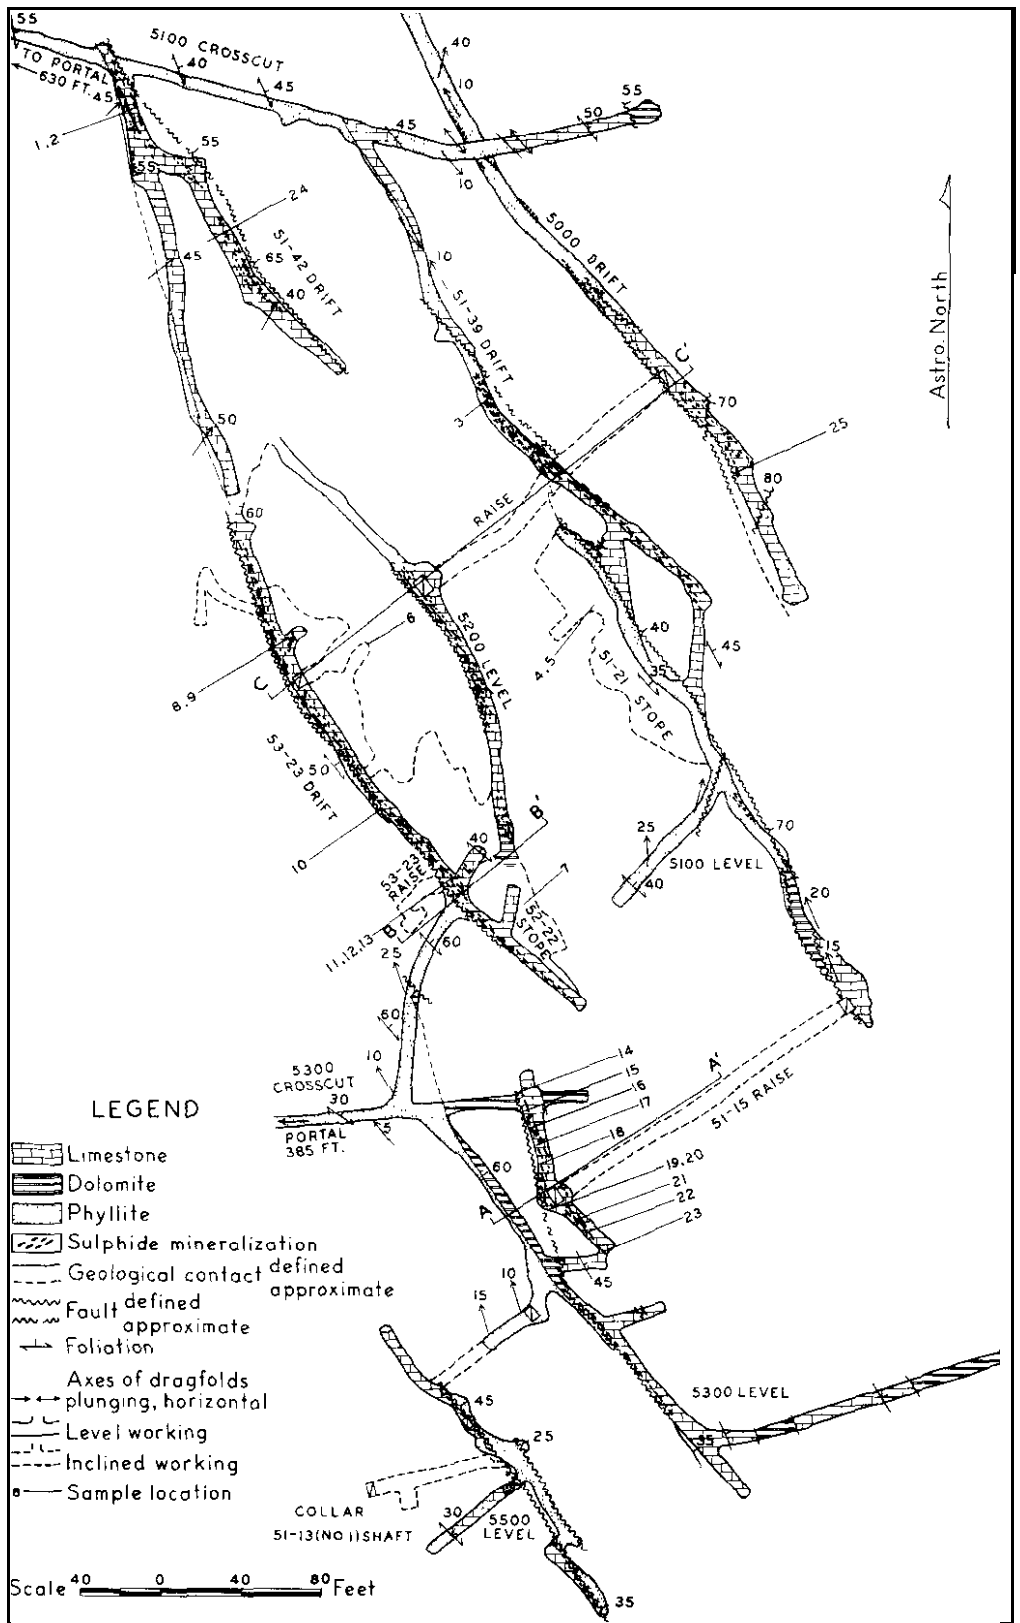 55
5100 CROSSCUT
TO PORTAL
630 FT.
40
45
45
1,2
55
55
24
65
51-42 DRIFT
40
45
50
40
10
45
10
50
55
5000 DRIFT
10
51-39 DRIFT
3
C'
70
25
80
Astro. North
RAISE
60
6
5200 LEVEL
8,9
C
53-23 DRIFT
50
10
4,5
40
35
51-21 STOPE
45
70
25
5100 LEVEL
40
20
15
B'
40
53-23
RAISE
7
52-22
STOPE
B
60
11,12,13
25
60
10
5300
CROSSCUT
30
5
PORTAL
385 FT.
14
15
16
17
18
19,20
21
22
23
A'
51-15 RAISE
60
A
45
10
15
5300 LEVEL
35
45
25
30
5500
LEVEL
COLLAR
51-13(NO 1) SHAFT
35
LEGEND
Limestone
Dolomite
Phyllite
Sulphide mineralization
Geological contact defined
approximate
Fault defined
approximate
Foliation
Axes of dragfolds
plunging, horizontal
Level working
Inclined working
8 Sample location
Scale 40 0 40 80 Feet